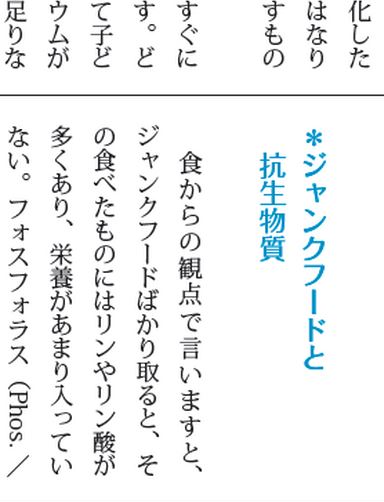 化した
はなり
すもの
すぐに
す。ど
て子ど
ウムが
足りな
*ジャンクフードと
抗生物質
食からの観点で言いますと、
ジャンクフードばかり取ると、そ
の食べたものにはリンやリン酸が
多くあり、栄養があまり入ってい
ない。フォスフォラス（Phos. ／